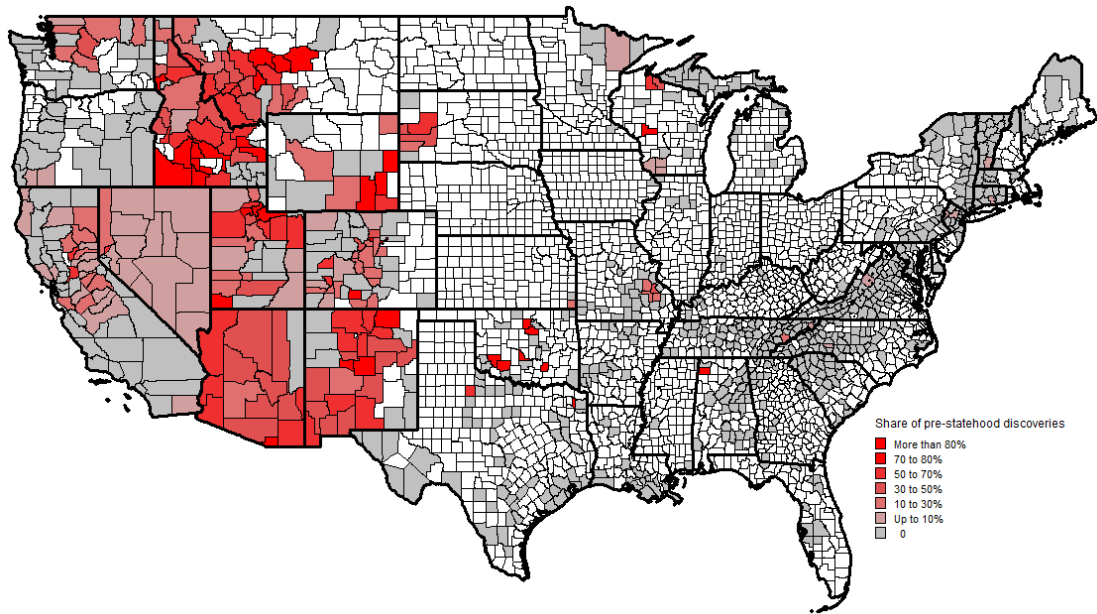 Share of pre-statehood discoveries
More than 80%
70 to 80%
50 to 70%
30 to 50%
10 to 30%
Up to 10%
0